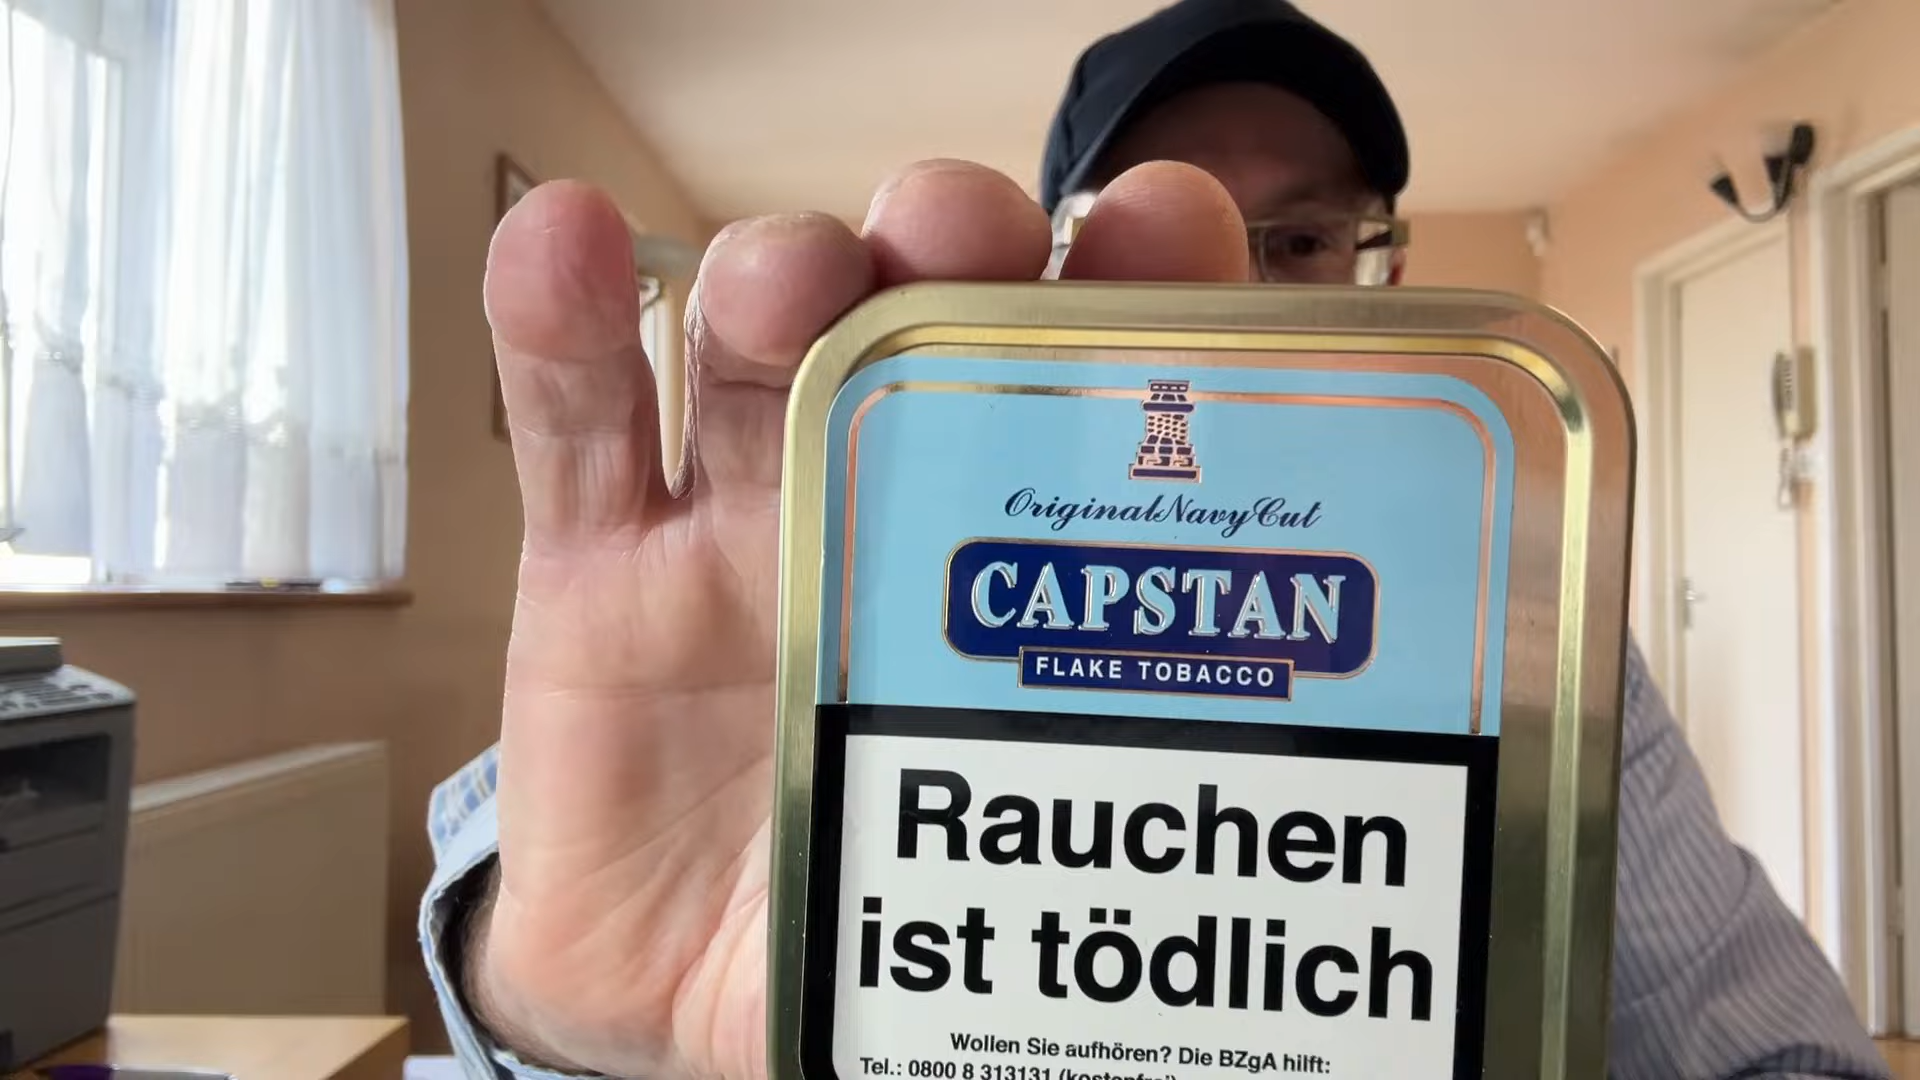 Original Navy Cut
CAPSTAN
FLAKE TOBACCO
Rauchen
ist tödlich
Wollen Sie aufhören? Die BZgA hilft:
Tel.: 0800 8 313131 (kostenfrei)